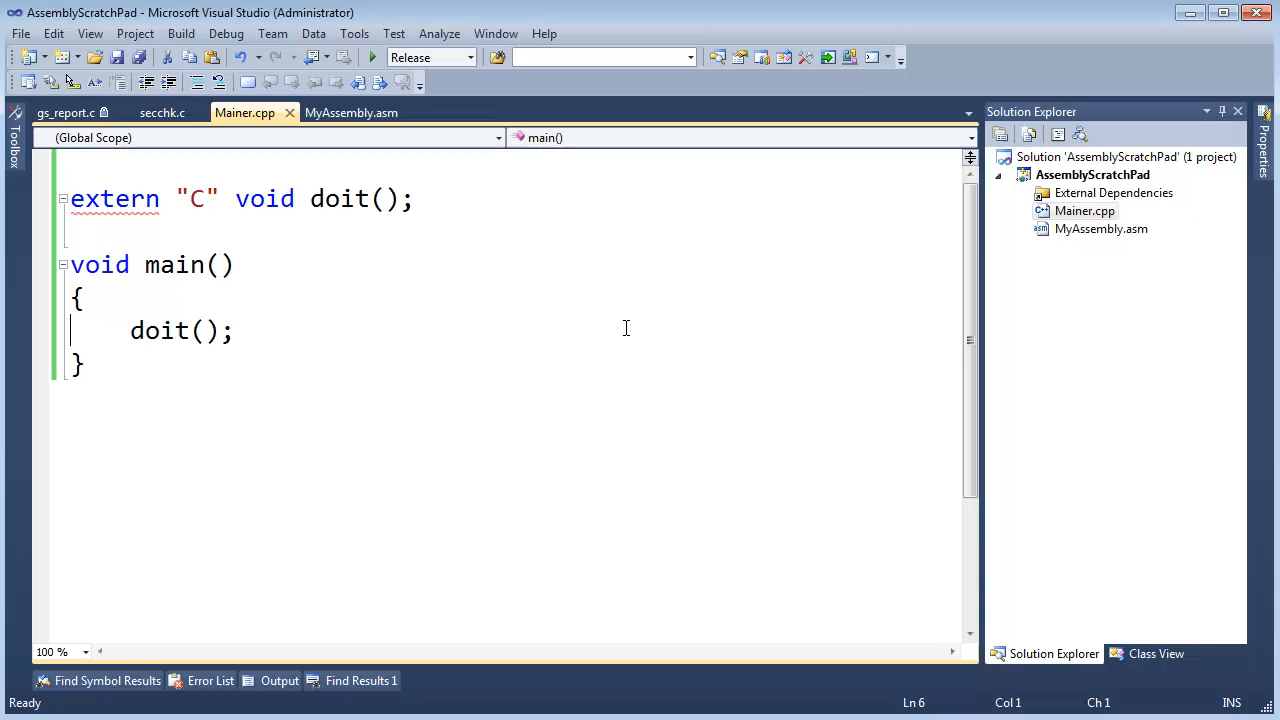 AssemblyScratchPad - Microsoft Visual Studio (Administrator)
File Edit View Project Build Debug Team Data Tools Test Analyze Window Help
Release
gs_report.c secchk.c Mainer.cpp MyAssembly.asm
(Global Scope) main()
extern "C" void doit();
void main()
{
doit();
}
100 %
Toolbox
Solution Explorer
Solution 'AssemblyScratchPad' (1 project)
AssemblyScratchPad
External Dependencies
Mainer.cpp
MyAssembly.asm
Solution Explorer Class View
Properties
Find Symbol Results Error List Output Find Results 1
Ready Ln 6 Col 1 Ch 1 INS